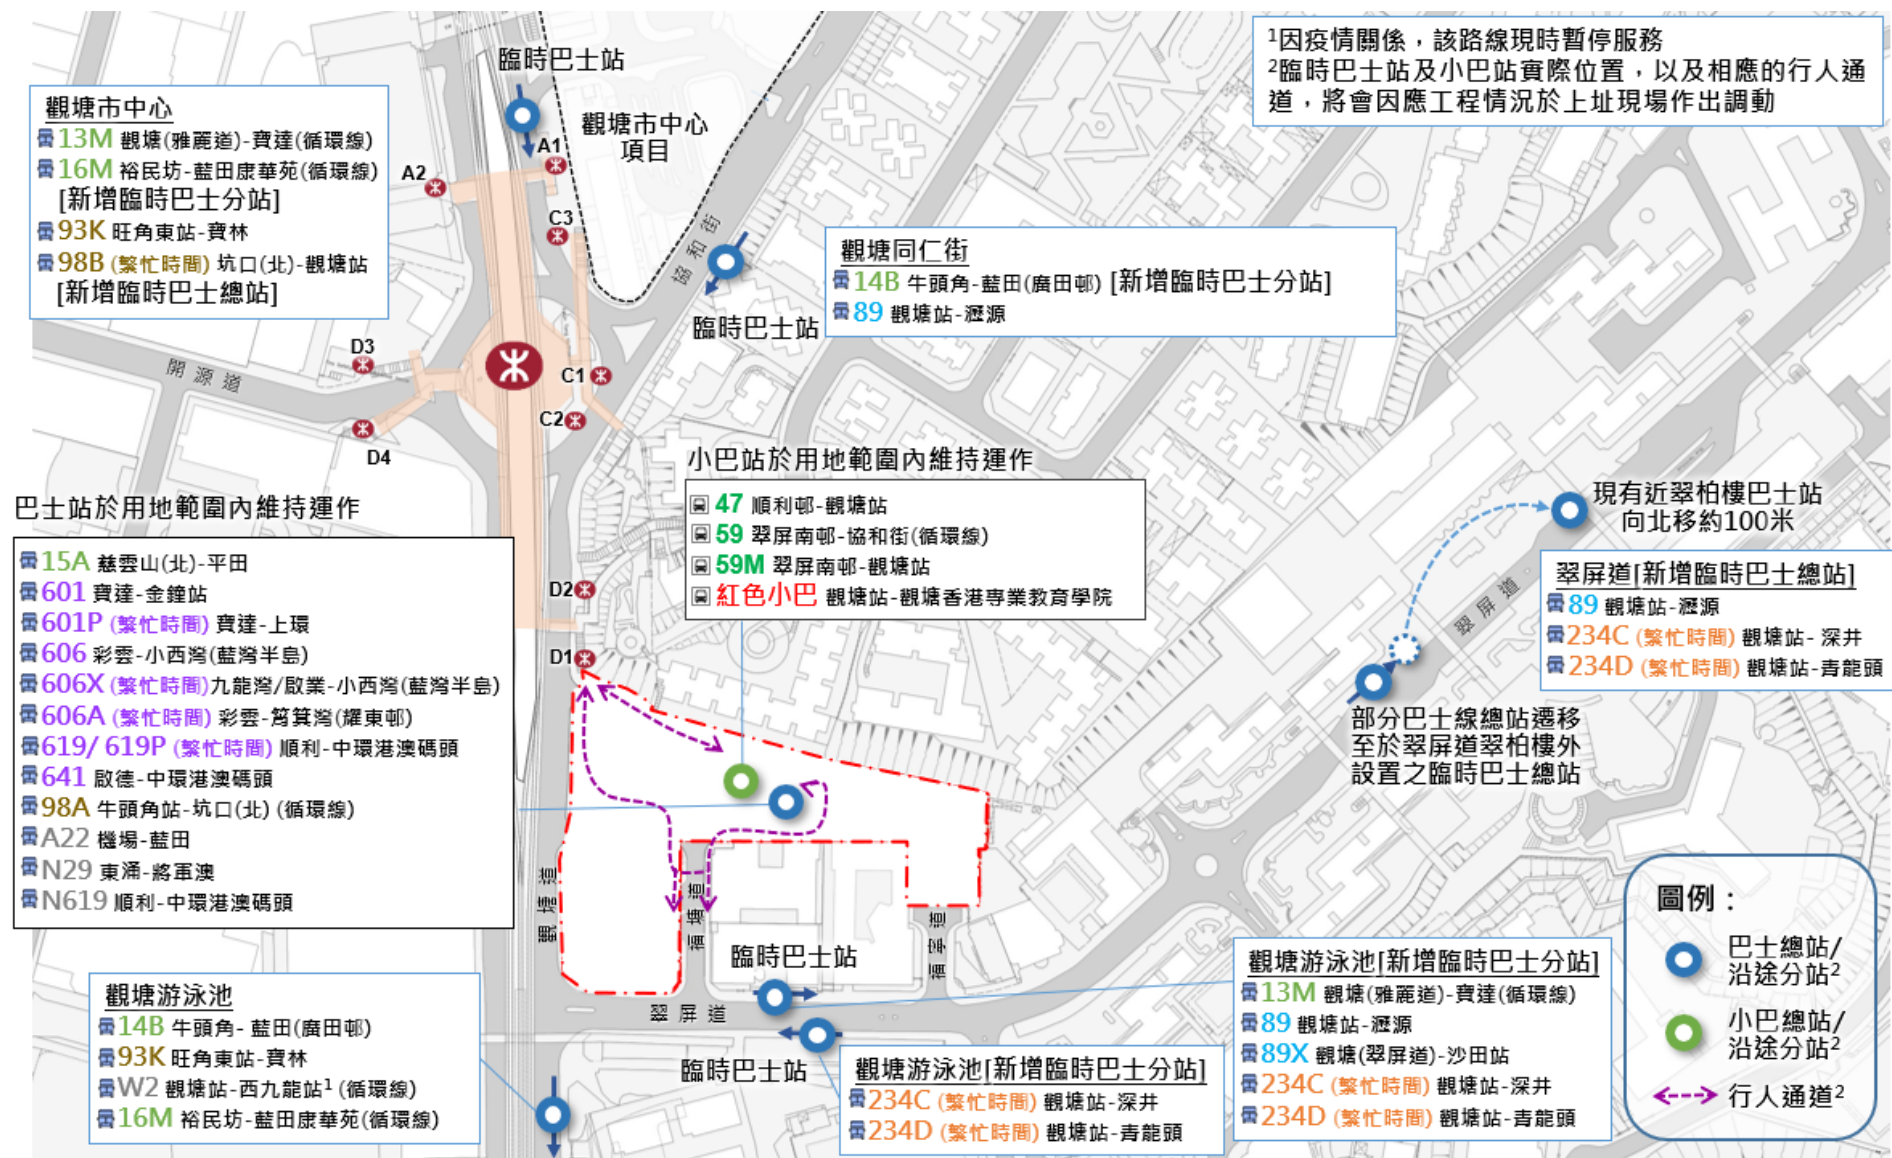 臨時巴士站
¹因疫情關係，該路線現時暫停服務
²臨時巴士站及小巴站實際位置，以及相應的行人通
道，將會因應工程情況於上址現場作出調動
觀塘市中心
13M 觀塘(雅麗道)-寶達(循環線)
16M 裕民坊-藍田康華苑(循環線)
[新增臨時巴士分站]
93K 旺角東站-寶林
98B (繁忙時間) 坑口(北)-觀塘站
[新增臨時巴士總站]
觀塘市中心
項目
A1
A2
C3
協和街
臨時巴士站
觀塘同仁街
14B 牛頭角-藍田(廣田邨) [新增臨時巴士分站]
89 觀塘站-瀝源
D3
開源道
C1
C2
D4
小巴站於用地範圍內維持運作
47 順利邨-觀塘站
59 翠屏南邨-協和街(循環線)
59M 翠屏南邨-觀塘站
紅色小巴 觀塘站-觀塘香港專業教育學院
現有近翠柏樓巴士站
向北移約100米
巴士站於用地範圍內維持運作
15A 慈雲山(北)-平田
601 寶達-金鐘站
601P (繁忙時間) 寶達-上環
606 彩雲-小西灣(藍灣半島)
606X (繁忙時間)九龍灣/啟業-小西灣(藍灣半島)
606A (繁忙時間) 彩雲-筲箕灣(耀東邨)
619/ 619P (繁忙時間) 順利-中環港澳碼頭
641 啟德-中環港澳碼頭
98A 牛頭角站-坑口(北) (循環線)
A22 機場-藍田
N29 東涌-將軍澳
N619 順利-中環港澳碼頭
D2
D1
翠屏道[新增臨時巴士總站]
89 觀塘站-瀝源
234C (繁忙時間) 觀塘站- 深井
234D (繁忙時間) 觀塘站-青龍頭
翠屏道
部分巴士線總站遷移
至於翠屏道翠柏樓外
設置之臨時巴士總站
觀塘道
福塘道
福寧道
臨時巴士站
翠屏道
臨時巴士站
觀塘游泳池
14B 牛頭角- 藍田(廣田邨)
93K 旺角東站-寶林
W2 觀塘站-西九龍站¹ (循環線)
16M 裕民坊-藍田康華苑(循環線)
觀塘游泳池[新增臨時巴士分站]
234C (繁忙時間) 觀塘站-深井
234D (繁忙時間) 觀塘站-青龍頭
觀塘游泳池[新增臨時巴士分站]
13M 觀塘(雅麗道)-寶達(循環線)
89 觀塘站-瀝源
89X 觀塘(翠屏道)-沙田站
234C (繁忙時間) 觀塘站-深井
234D (繁忙時間) 觀塘站-青龍頭
圖例：
巴士總站/
沿途分站²
小巴總站/
沿途分站²
行人通道²